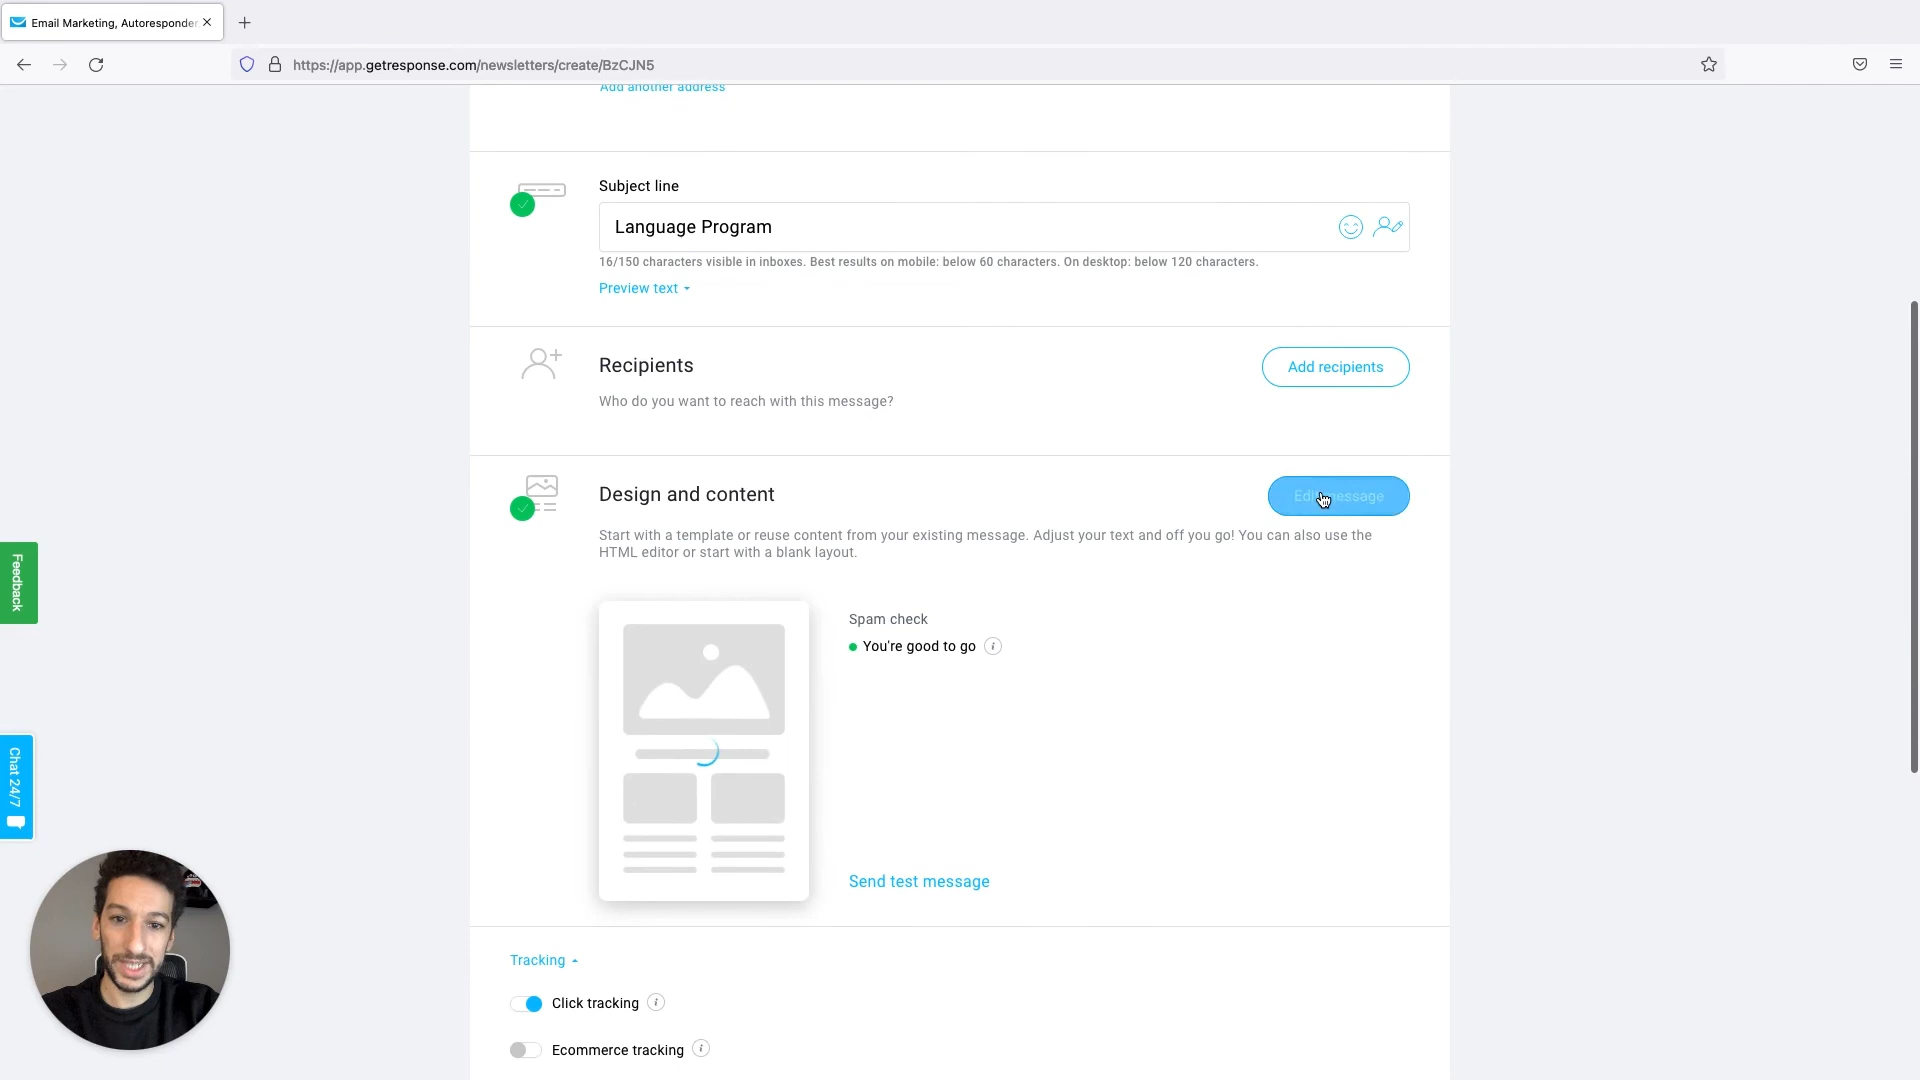 Email Marketing, Autoresponder
https://app.getresponse.com/newsletters/create/BzCJN5
Add another address
Subject line
Language Program
16/150 characters visible in inboxes. Best results on mobile: below 60 characters. On desktop: below 120 characters.
Preview text
Recipients
Add recipients
Who do you want to reach with this message?
Design and content
Edit message
Start with a template or reuse content from your existing message. Adjust your text and off you go! You can also use the
HTML editor or start with a blank layout.
Feedback
Spam check
You're good to go
Chat 24/7
Send test message
Tracking
Click tracking
Ecommerce tracking